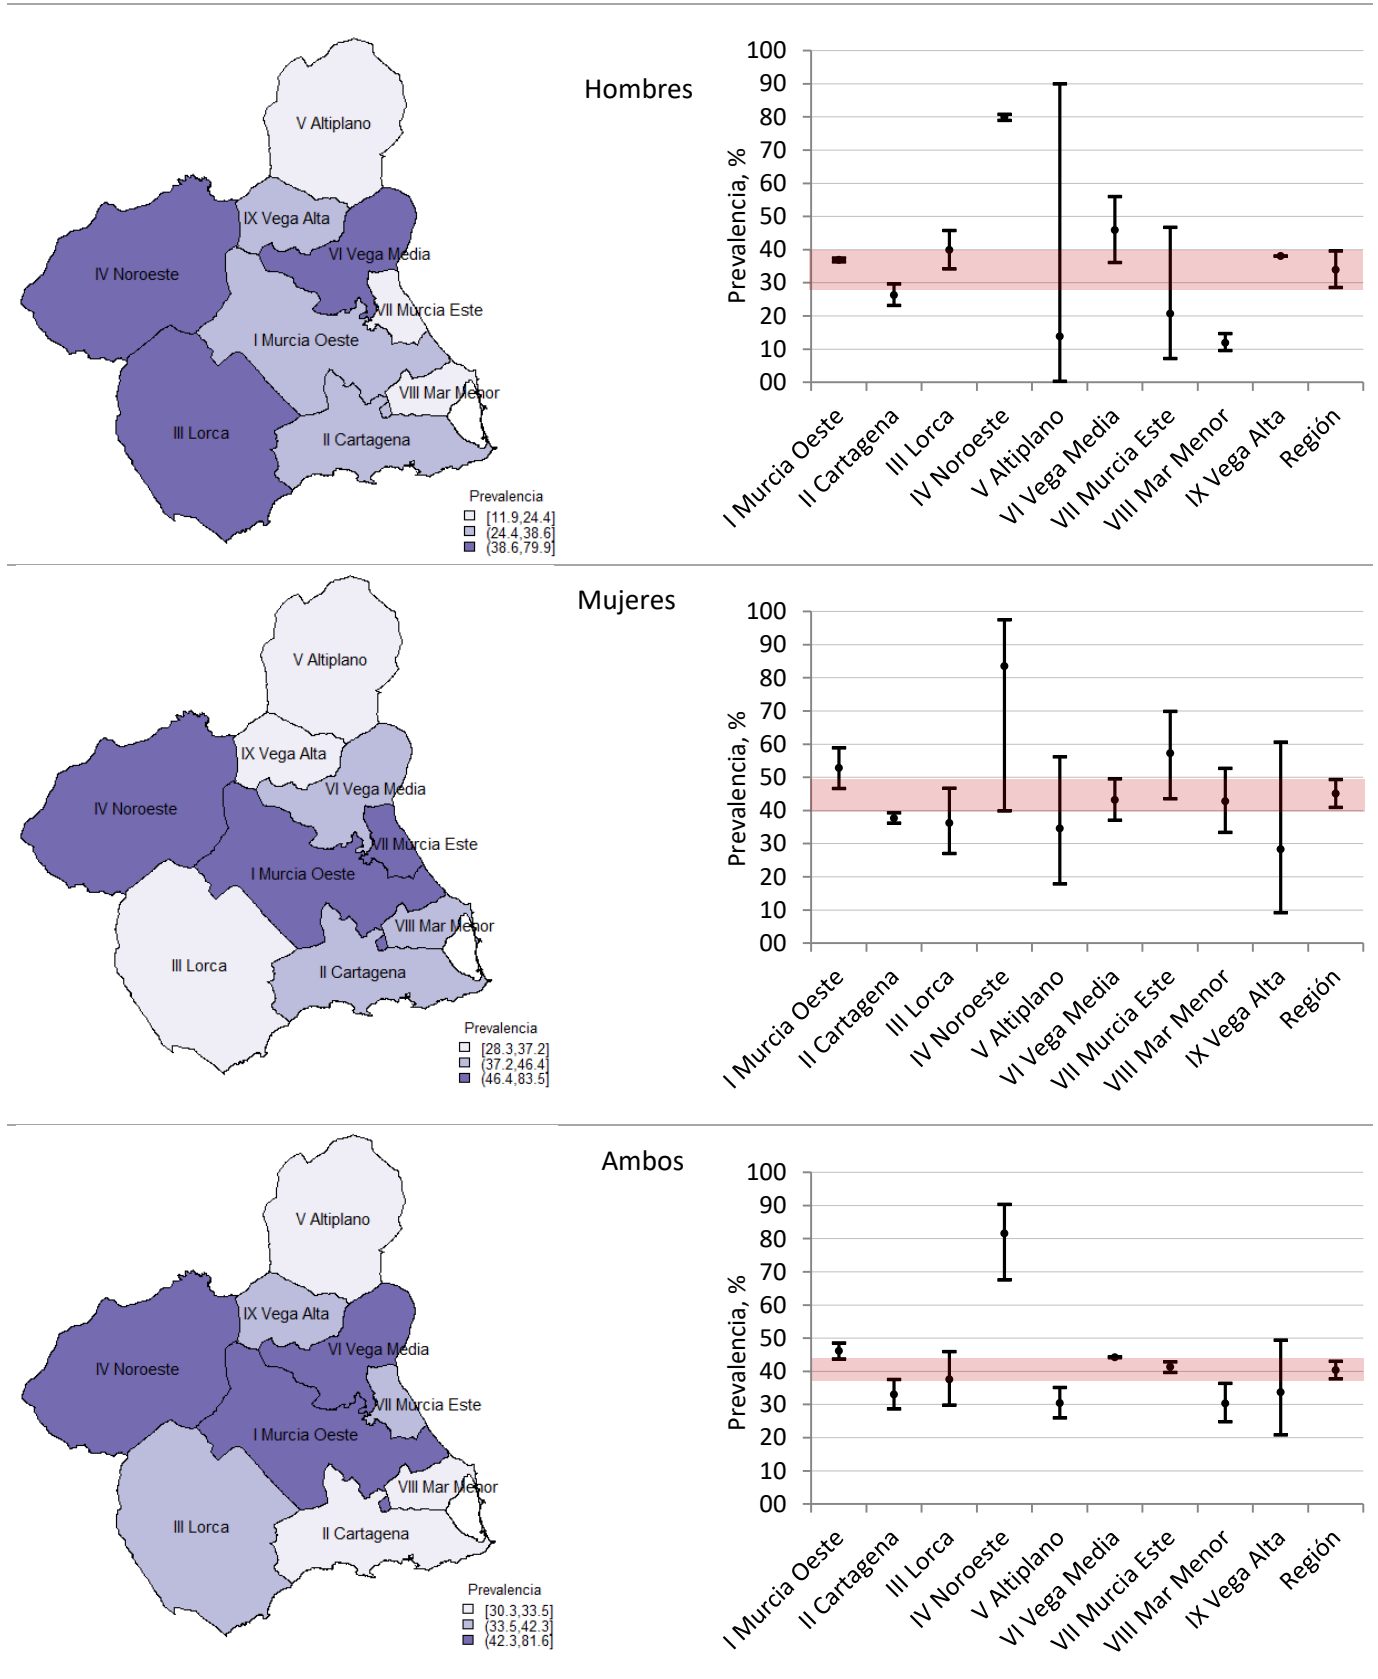 Hombres
V Altiplano
IX Vega Alta
VI Vega Media
IV Noroeste
VII Murcia Este
I Murcia Oeste
VIII Mar Menor
III Lorca
II Cartagena
Prevalencia
[11.9,24.4]
(24.4,38.6]
(38.6,79.9]
Prevalencia, %
100
90
80
70
60
50
40
30
20
10
00
I Murcia Oeste
II Cartagena
III Lorca
IV Noroeste
V Altiplano
VI Vega Media
VII Murcia Este
VIII Mar Menor
IX Vega Alta
Región
Mujeres
V Altiplano
IX Vega Alta
VI Vega Media
IV Noroeste
VII Murcia Este
I Murcia Oeste
VIII Mar Menor
III Lorca
II Cartagena
Prevalencia
[28.3,37.2]
(37.2,46.4]
(46.4,83.5]
Prevalencia, %
100
90
80
70
60
50
40
30
20
10
00
I Murcia Oeste
II Cartagena
III Lorca
IV Noroeste
V Altiplano
VI Vega Media
VII Murcia Este
VIII Mar Menor
IX Vega Alta
Región
Ambos
V Altiplano
IX Vega Alta
VI Vega Media
IV Noroeste
VII Murcia Este
I Murcia Oeste
VIII Mar Menor
III Lorca
II Cartagena
Prevalencia
[30.3,33.5]
(33.5,42.3]
(42.3,81.6]
Prevalencia, %
100
90
80
70
60
50
40
30
20
10
00
I Murcia Oeste
II Cartagena
III Lorca
IV Noroeste
V Altiplano
VI Vega Media
VII Murcia Este
VIII Mar Menor
IX Vega Alta
Región